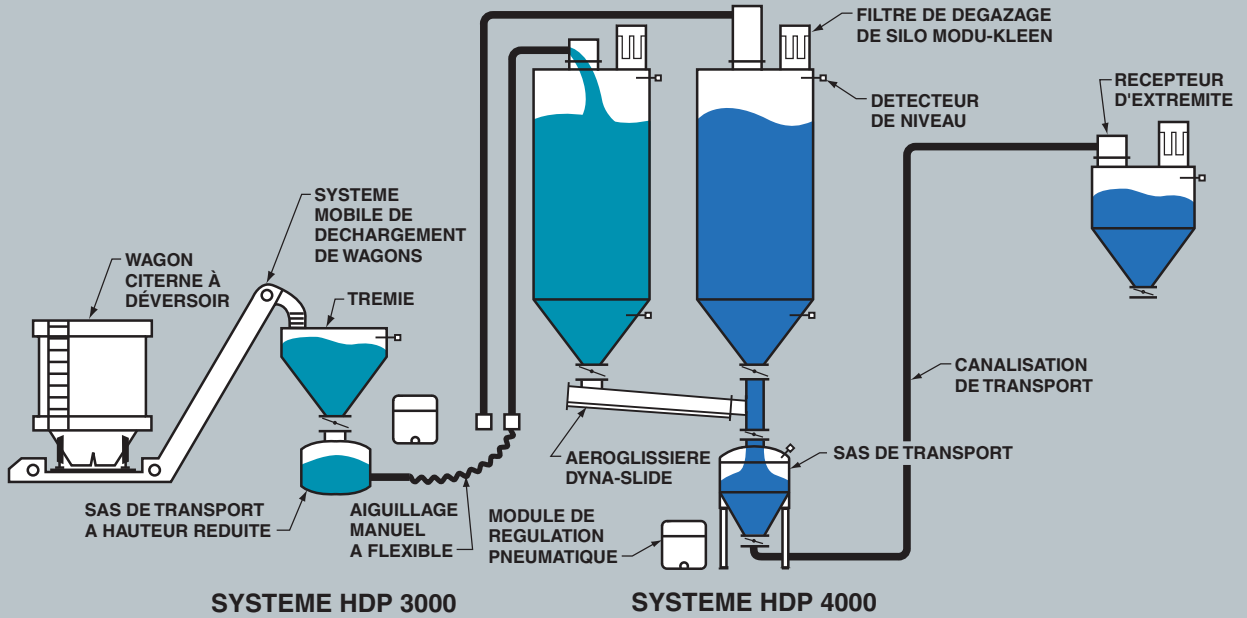 FILTRE DE DEGAZAGE
DE SILO MODU-KLEEN
DETECTEUR
DE NIVEAU
RECEPTEUR
D'EXTREMITE
SYSTEME
MOBILE DE
DECHARGEMENT
DE WAGONS
WAGON
CITERNE À
DÉVERSOIR
TREMIE
CANALISATION
DE TRANSPORT
AEROGLISSIERE
DYNA-SLIDE
SAS DE TRANSPORT
SAS DE TRANSPORT
A HAUTEUR REDUITE
AIGUILLAGE
MANUEL
A FLEXIBLE
MODULE DE
REGULATION
PNEUMATIQUE
SYSTEME HDP 3000
SYSTEME HDP 4000